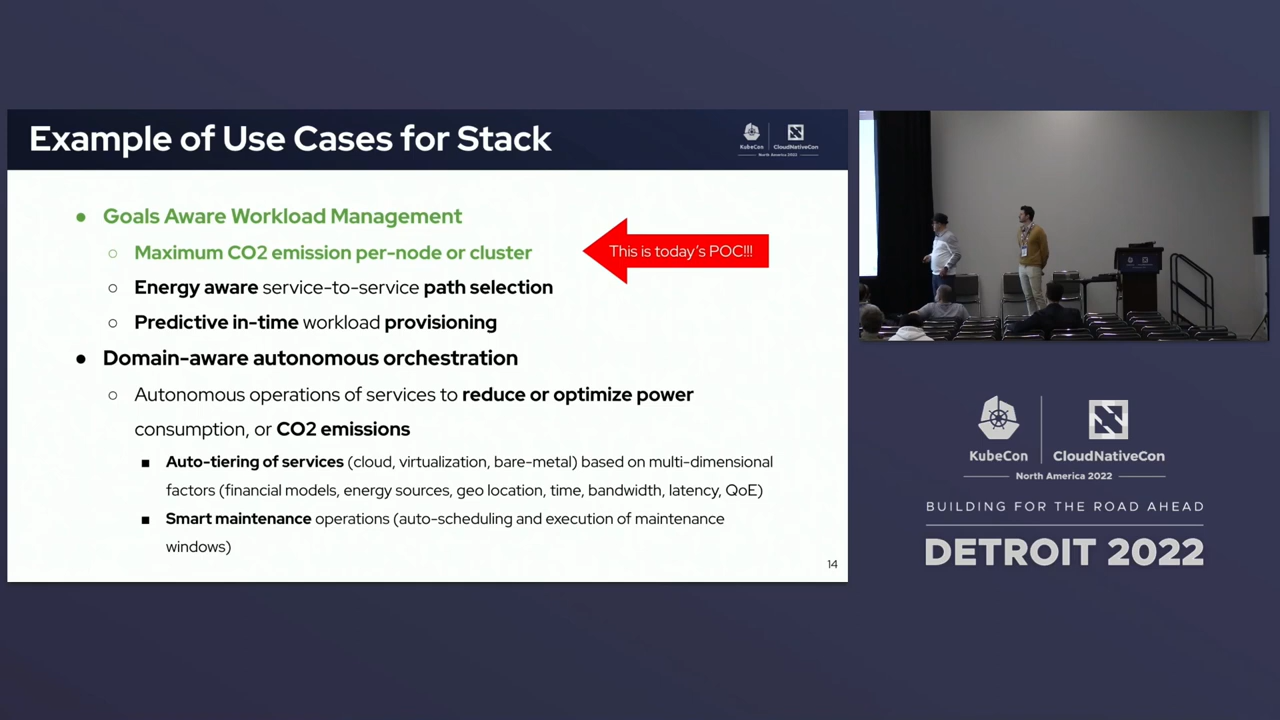 Example of Use Cases for Stack
KubeCon
CloudNativeCon
North America 2022
● Goals Aware Workload Management
○ Maximum CO2 emission per-node or cluster
This is today's POC!!!
○ Energy aware service-to-service path selection
○ Predictive in-time workload provisioning
● Domain-aware autonomous orchestration
○ Autonomous operations of services to reduce or optimize power
consumption, or CO2 emissions
■ Auto-tiering of services (cloud, virtualization, bare-metal) based on multi-dimensional
factors (financial models, energy sources, geo location, time, bandwidth, latency, QoE)
■ Smart maintenance operations (auto-scheduling and execution of maintenance
windows)
14
KubeCon
CloudNativeCon
North America 2022
BUILDING FOR THE ROAD AHEAD
DETROIT 2022